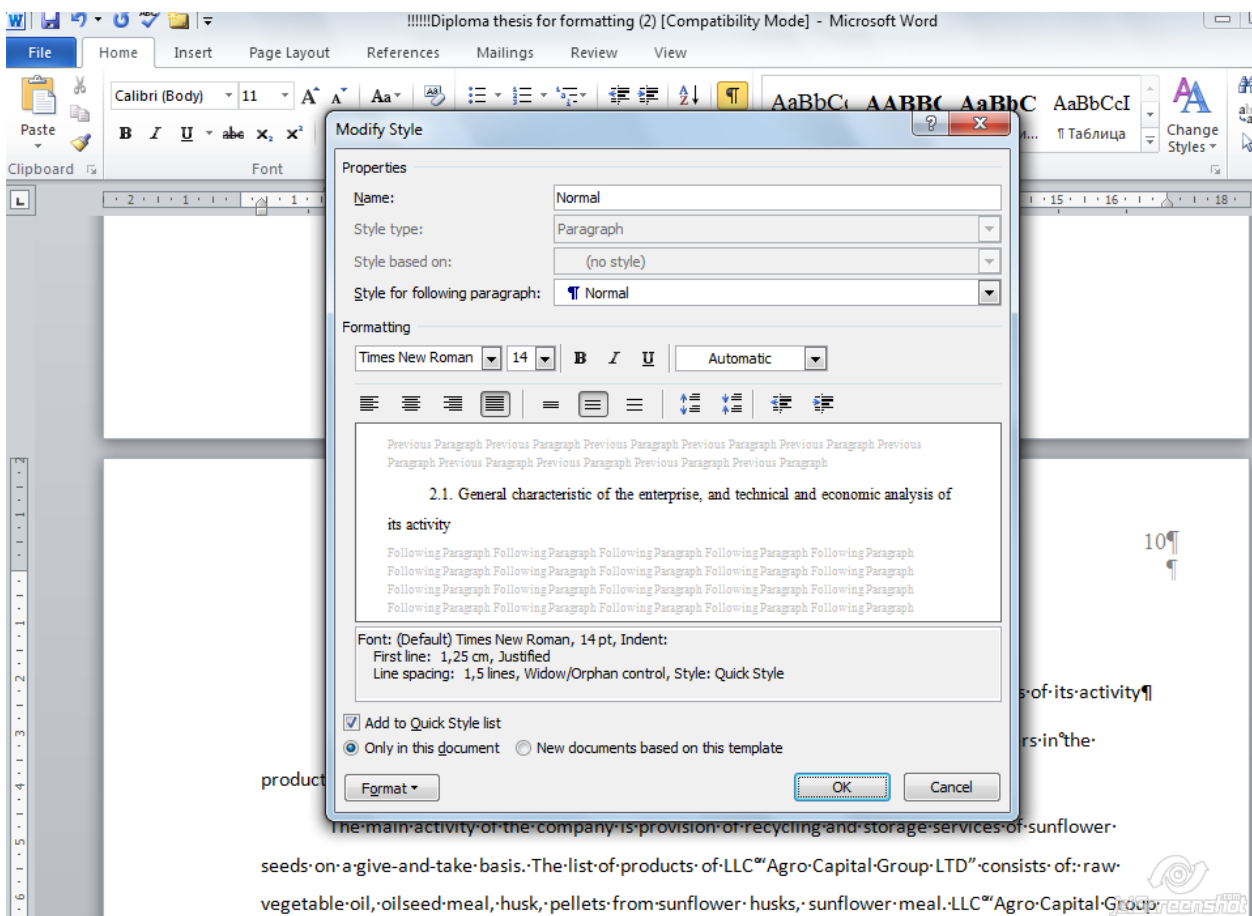 !!!!!!Diploma thesis for formatting (2) [Compatibility Mode] - Microsoft Word
File Home Insert Page Layout References Mailings Review View
Calibri (Body) 11 Aa
AaBbC AABBC AaBbC AaBbCcI
Paste
B I U abc x₂ x²
¶ Таблица
Change
Styles
Clipboard Font
Modify Style
Properties
Name: Normal
Style type: Paragraph
Style based on: (no style)
Style for following paragraph: ¶ Normal
Formatting
Times New Roman 14 B I U Automatic
Previous Paragraph Previous Paragraph Previous Paragraph Previous Paragraph Previous Paragraph Previous
Paragraph Previous Paragraph Previous Paragraph Previous Paragraph Previous Paragraph
2.1. General characteristic of the enterprise, and technical and economic analysis of
its activity
Following Paragraph Following Paragraph Following Paragraph Following Paragraph Following Paragraph
Following Paragraph Following Paragraph Following Paragraph Following Paragraph Following Paragraph
Following Paragraph Following Paragraph Following Paragraph Following Paragraph Following Paragraph
Following Paragraph Following Paragraph Following Paragraph Following Paragraph Following Paragraph
Font: (Default) Times New Roman, 14 pt, Indent:
First line: 1,25 cm, Justified
Line spacing: 1,5 lines, Widow/Orphan control, Style: Quick Style
Add to Quick Style list
Only in this document New documents based on this template
Format OK Cancel
10¶
¶
of·its·activity¶
in°the·
product
The·main·activity·of·the·company·is·provision·of·recycling·and·storage·services·of·sunflower·
seeds·on·a·give-and-take·basis.·The·list·of·products·of·LLC°“Agro·Capital·Group·LTD”·consists·of:·raw·
vegetable·oil,·oilseed·meal,·husk,·pellets·from·sunflower·husks,·sunflower·meal.·LLC°“Agro·Capital·Group·